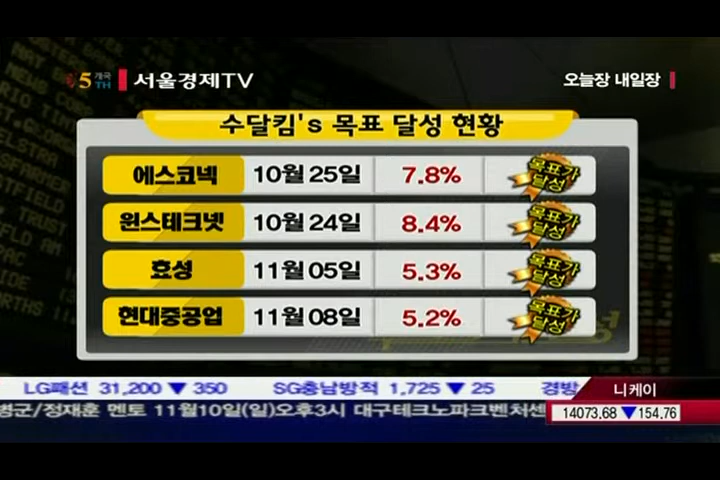 5 개국 TH 서울경제TV
오늘장 내일장
수달킴's 목표 달성 현황
에스코넥 10월 25일 7.8% 목표가 달성
윈스테크넷 10월 24일 8.4% 목표가 달성
효성 11월 05일 5.3% 목표가 달성
현대중공업 11월 08일 5.2% 목표가 달성
LG패션 31,200 ▼ 350 SG충남방적 1,725 ▼ 25 경방
니케이
병군/정재훈 멘토 11월10일(일)오후3시 대구테크노파크벤처센
14073.68 ▼154.76